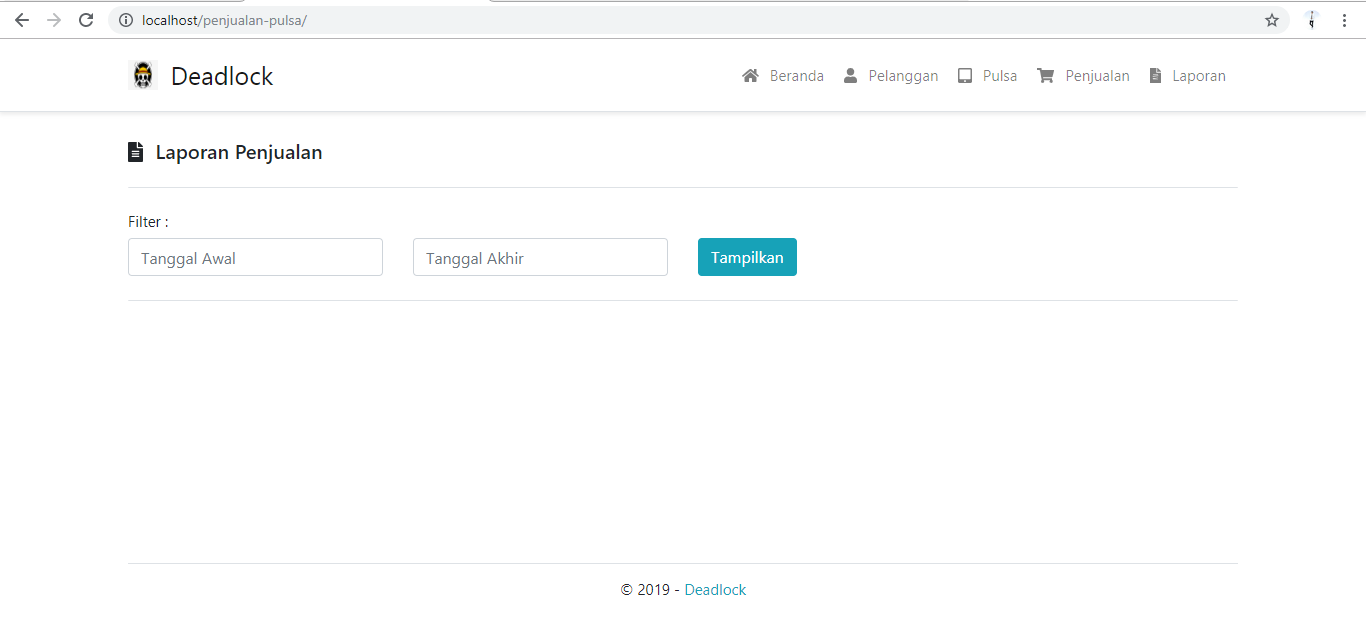 localhost/penjualan-pulsa/
Deadlock Beranda Pelanggan Pulsa Penjualan Laporan
Laporan Penjualan
Filter :
Tanggal Awal Tanggal Akhir Tampilkan
© 2019 - Deadlock